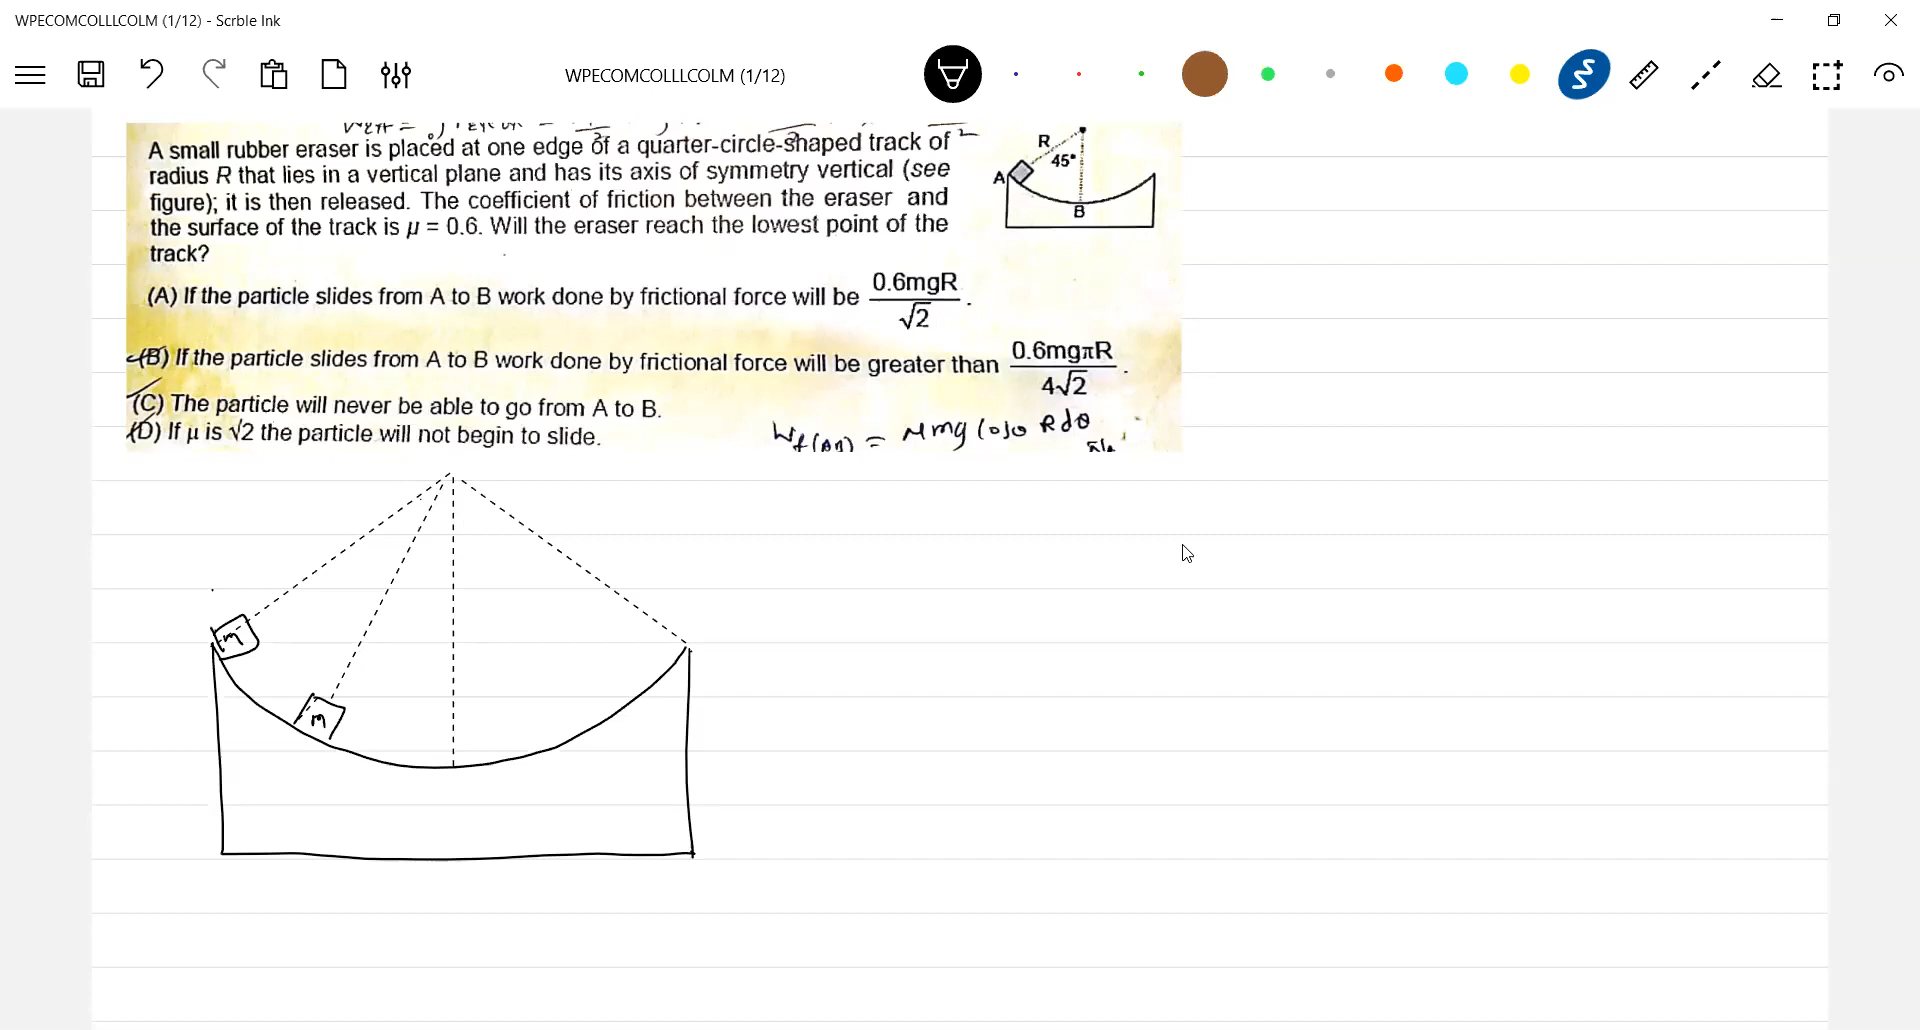 WPECOMCOLLLCOLM (1/12) - Scrble Ink
WPECOMCOLLLCOLM (1/12)
A small rubber eraser is placed at one edge of a quarter-circle-shaped track of
radius R that lies in a vertical plane and has its axis of symmetry vertical (see
figure); it is then released. The coefficient of friction between the eraser and
the surface of the track is μ = 0.6. Will the eraser reach the lowest point of the
track?
R
45°
A
B
(A) If the particle slides from A to B work done by frictional force will be 0.6mgR/√2.
(B) If the particle slides from A to B work done by frictional force will be greater than 0.6mgπR/4√2.
(C) The particle will never be able to go from A to B.
(D) If μ is √2 the particle will not begin to slide.
m
m